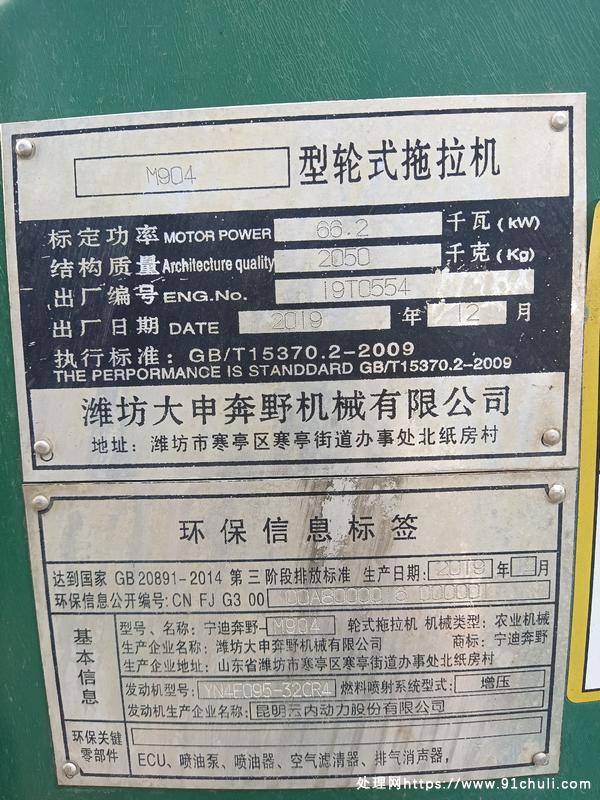 M904 型轮式拖拉机
标定功率 MOTOR POWER 66.2 千瓦(kW)
结构质量 Architecture quality 2050 千克(Kg)
出厂编号 ENG.No. 19T0554
出厂日期 DATE 2019 年 12 月
执行标准：GB/T15370.2-2009
THE PERPORMANCE IS STANDDARD GB/T15370.2-2009
潍坊大申奔野机械有限公司
地址：潍坊市寒亭区寒亭街道办事处北纸房村
环保信息标签
达到国家 GB20891-2014 第三阶段排放标准 生产日期：2019 年 月
环保信息公开编号：CN FJ G3 00
基本信息
型号、名称：宁迪奔野-M904 轮式拖拉机 机械类型：农业机械
生产企业名称：潍坊大申奔野机械有限公司 商标：宁迪奔野
生产企业地址：山东省潍坊市寒亭区寒亭街道办事处北纸房村
发动机型号：YN4E095-32CR4 燃料喷射系统型式：增压
发动机生产企业名称：昆明云内动力股份有限公司
环保关键零部件
ECU、喷油泵、喷油器、空气滤清器、排气消声器，
处理网https://www.91chuli.com